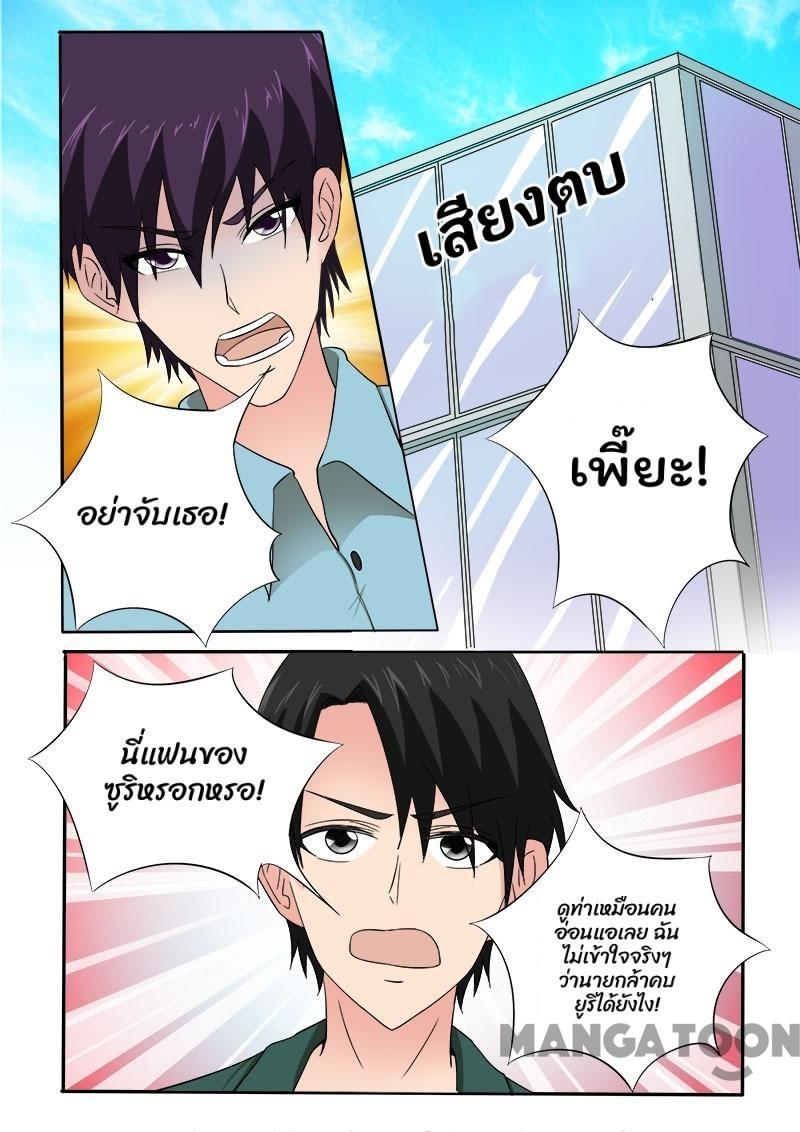 เสียงตบ
เพี๊ยะ!
อย่าจับเธอ!
นี่แฟนของ
ซูริหรอกหรอ!
ดูท่าเหมือนคน
อ่อนแอเลย ฉัน
ไม่เข้าใจจริงๆ
ว่านายกล้าคบ
ยูริได้ยังไง!
MANGATOON